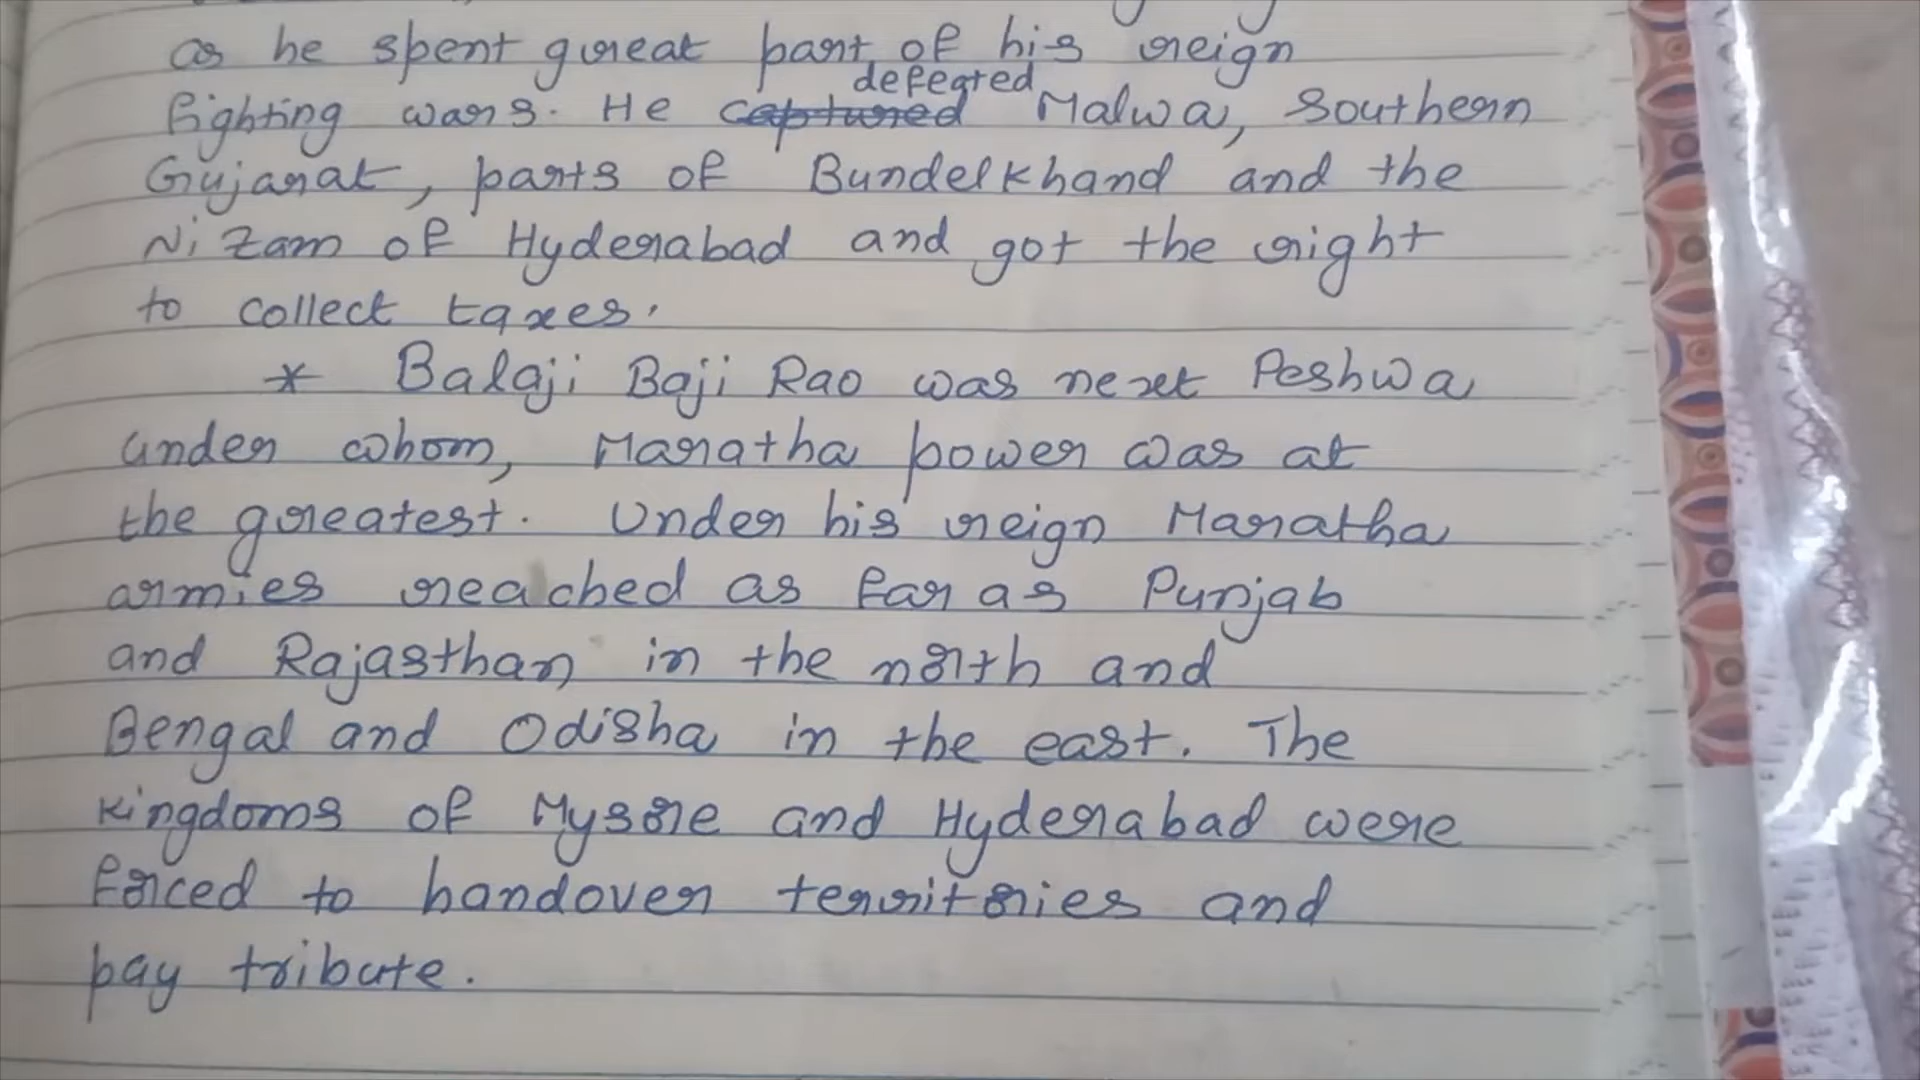 as he spent great part of his reign
defeated
fighting wars. He captured Malwa, Southern
Gujarat, parts of Bundelkhand and the
Nizam of Hyderabad and got the right
to collect taxes.
* Balaji Baji Rao was next Peshwa
under whom, Maratha power was at
the greatest. Under his reign Maratha
armies reached as far as Punjab
and Rajasthan in the north and
Bengal and Odisha in the east. The
kingdoms of Mysore and Hyderabad were
forced to handover territories and
pay tribute.